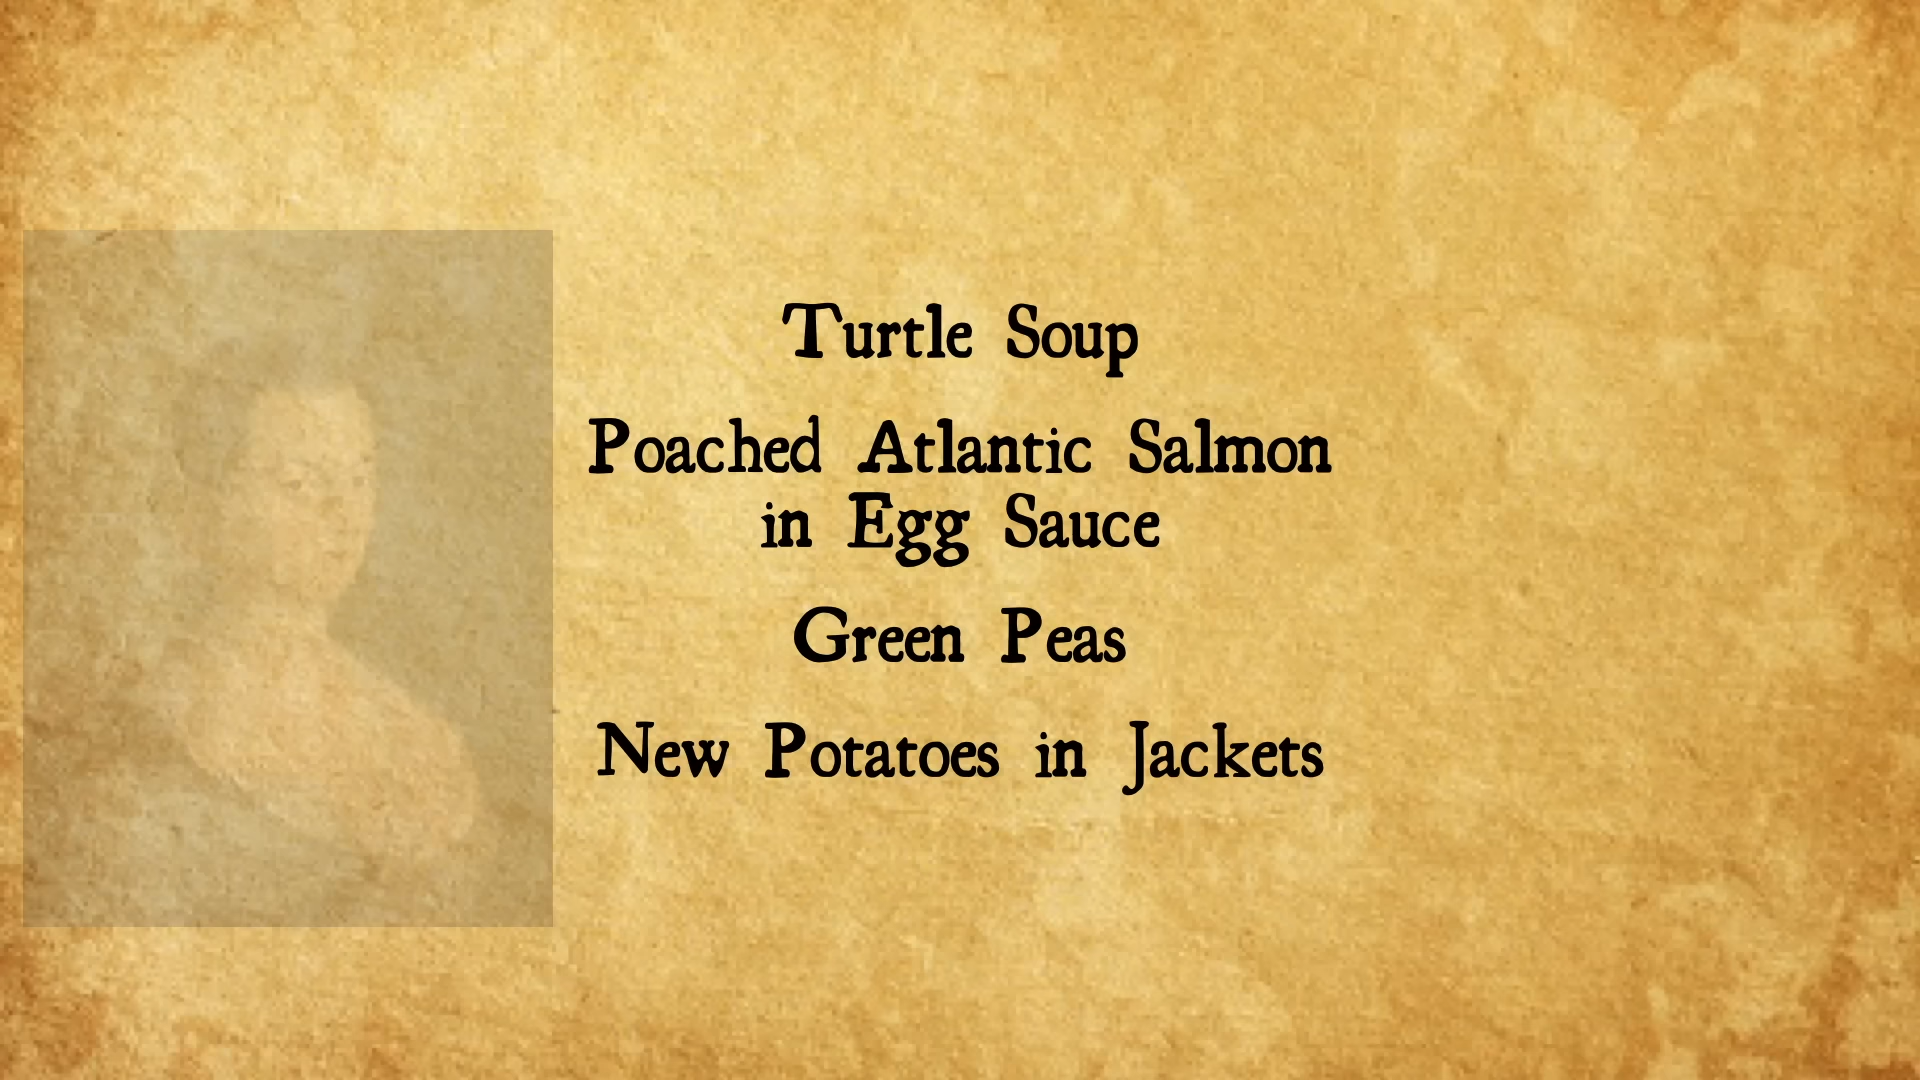 Turtle Soup
Poached Atlantic Salmon
in Egg Sauce
Green Peas
New Potatoes in Jackets